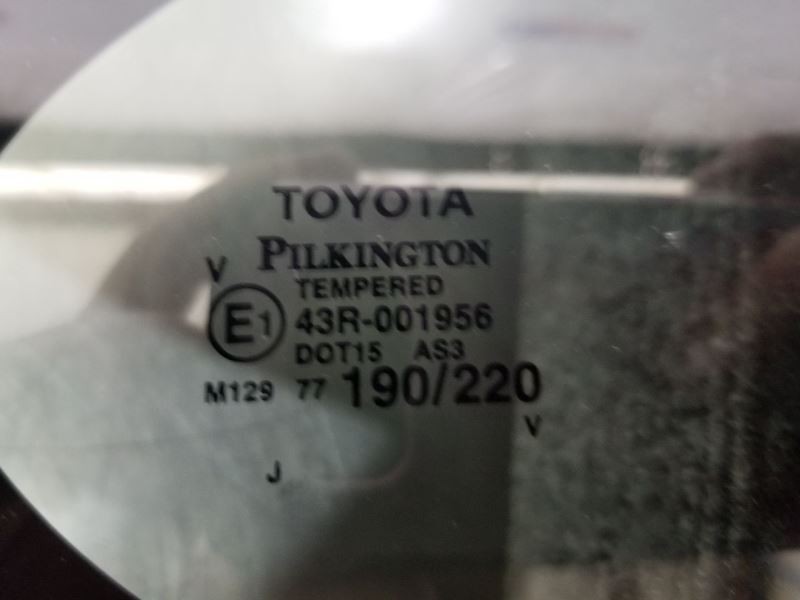 TOYOTA
PILKINGTON
V
TEMPERED
E1 43R-001956
DOT15 AS3
M129 77 190/220
V
J